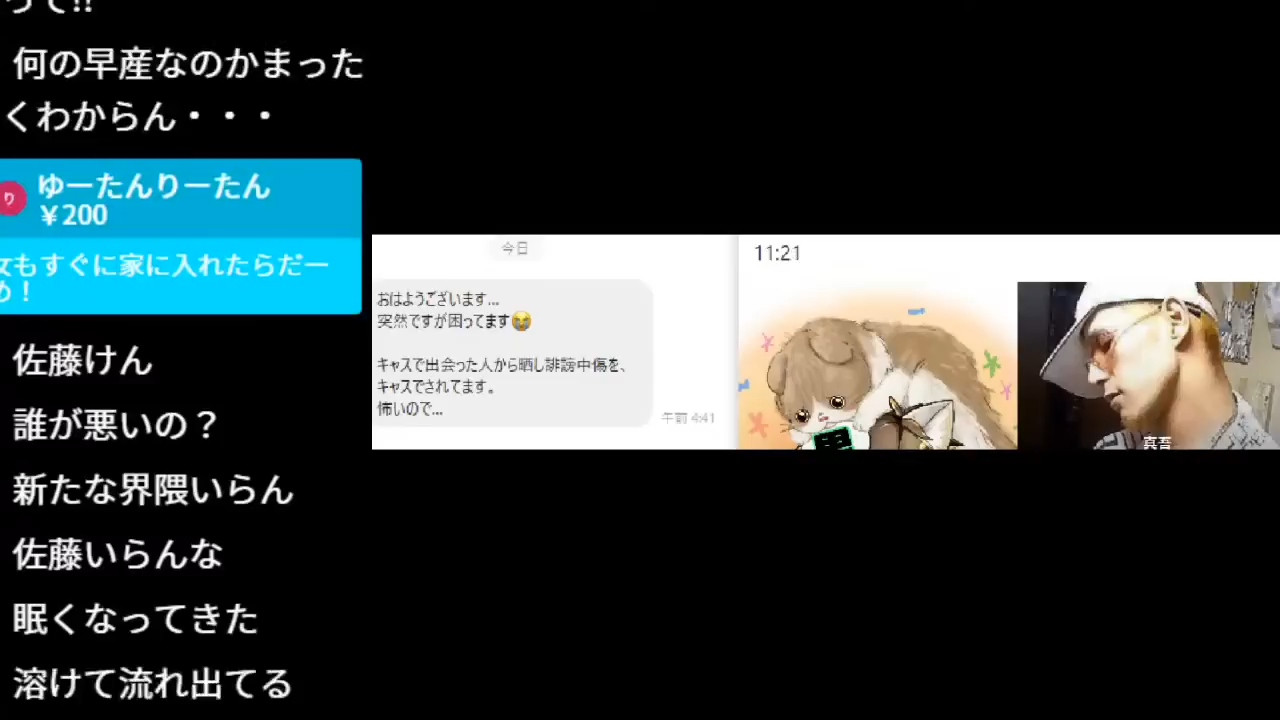 って!!
何の早産なのかまった
くわからん・・・
り
ゆーたんりーたん
￥200
女もすぐに家に入れたらだー
め！
佐藤けん
誰が悪いの？
新たな界隈いらん
佐藤いらんな
眠くなってきた
溶けて流れ出てる
今日
おはようございます...
突然ですが困ってます😭
キャスで出会った人から晒し誹謗中傷を、
キャスでされてます。
怖いので...
午前 4:41
11:21
真吾